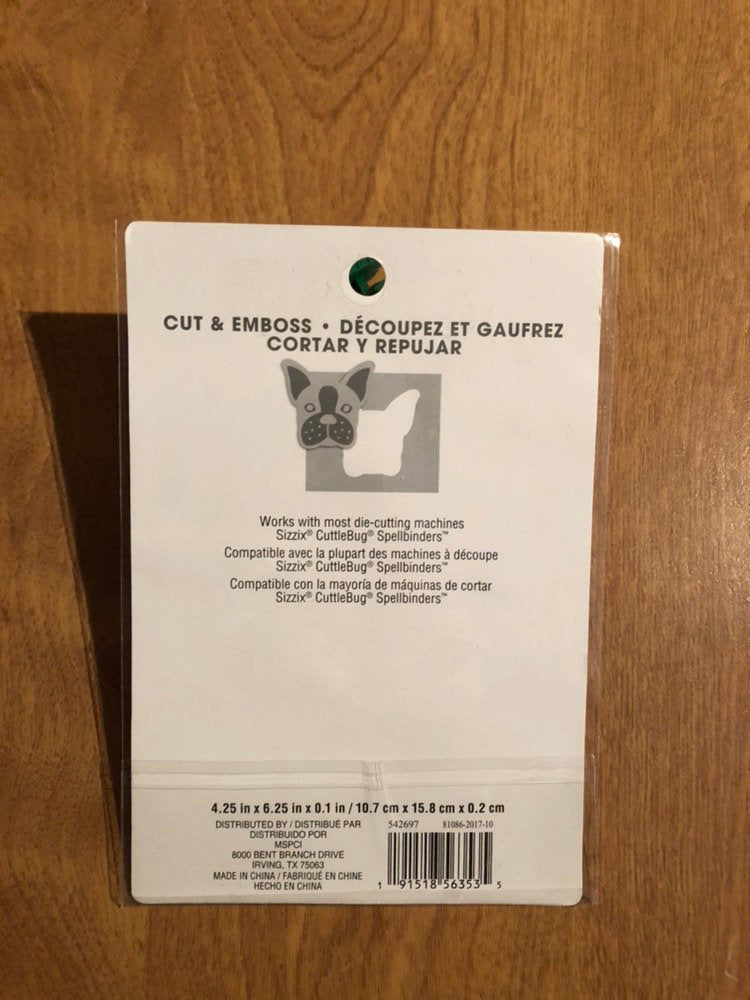 CUT & EMBOSS • DÉCOUPEZ ET GAUFREZ
CORTAR Y REPUJAR
Works with most die-cutting machines
Sizzix® CuttleBug® Spellbinders™
Compatible avec la plupart des machines à découpe
Sizzix® CuttleBug® Spellbinders™
Compatible con la mayoría de máquinas de cortar
Sizzix® CuttleBug® Spellbinders™
4.25 in x 6.25 in x 0.1 in / 10.7 cm x 15.8 cm x 0.2 cm
DISTRIBUTED BY / DISTRIBUÉ PAR
DISTRIBUIDO POR
MSPCI
8000 BENT BRANCH DRIVE
IRVING, TX 75063
MADE IN CHINA / FABRIQUÉ EN CHINE
HECHO EN CHINA
542697 81086-2017-10
1 91518 56353 5